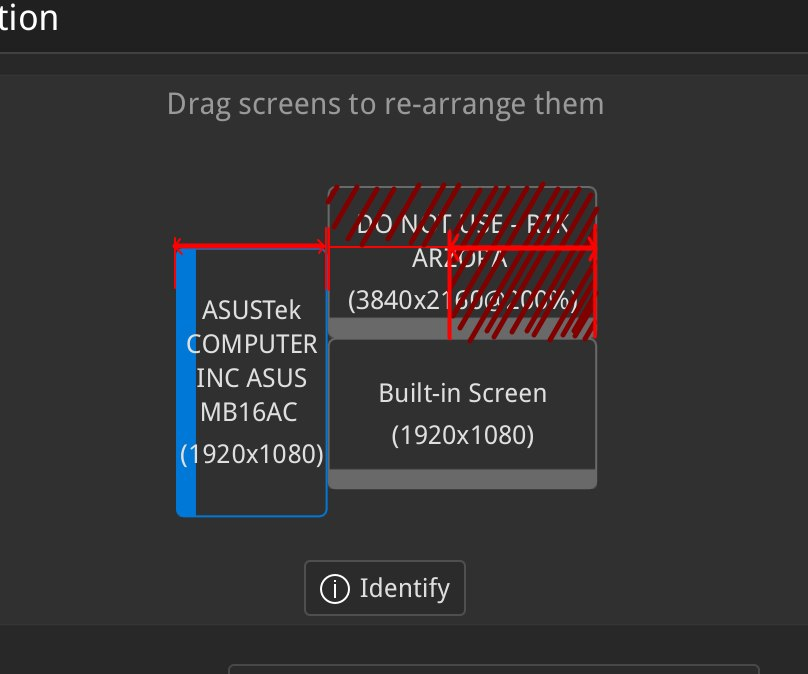 tion
Drag screens to re-arrange them
DO NOT USE - RTK
ARZOPA
(3840x2160@200%)
ASUSTek
COMPUTER
INC ASUS
MB16AC
(1920x1080)
Built-in Screen
(1920x1080)
Identify